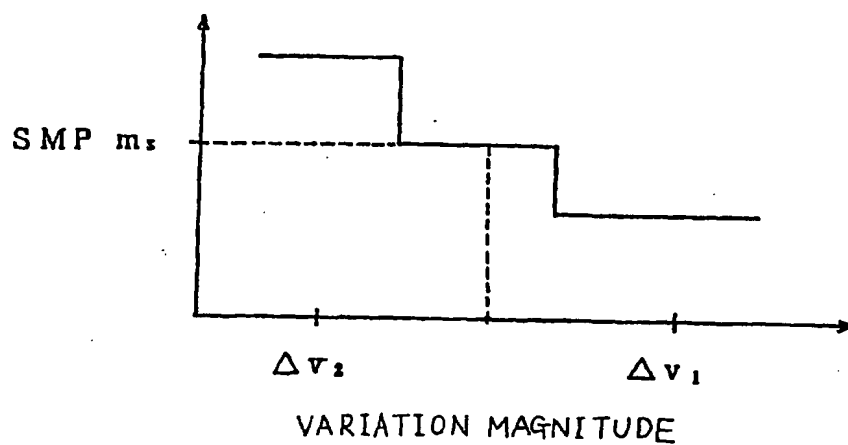 SMP ms
Δv₂
Δv₁
VARIATION MAGNITUDE